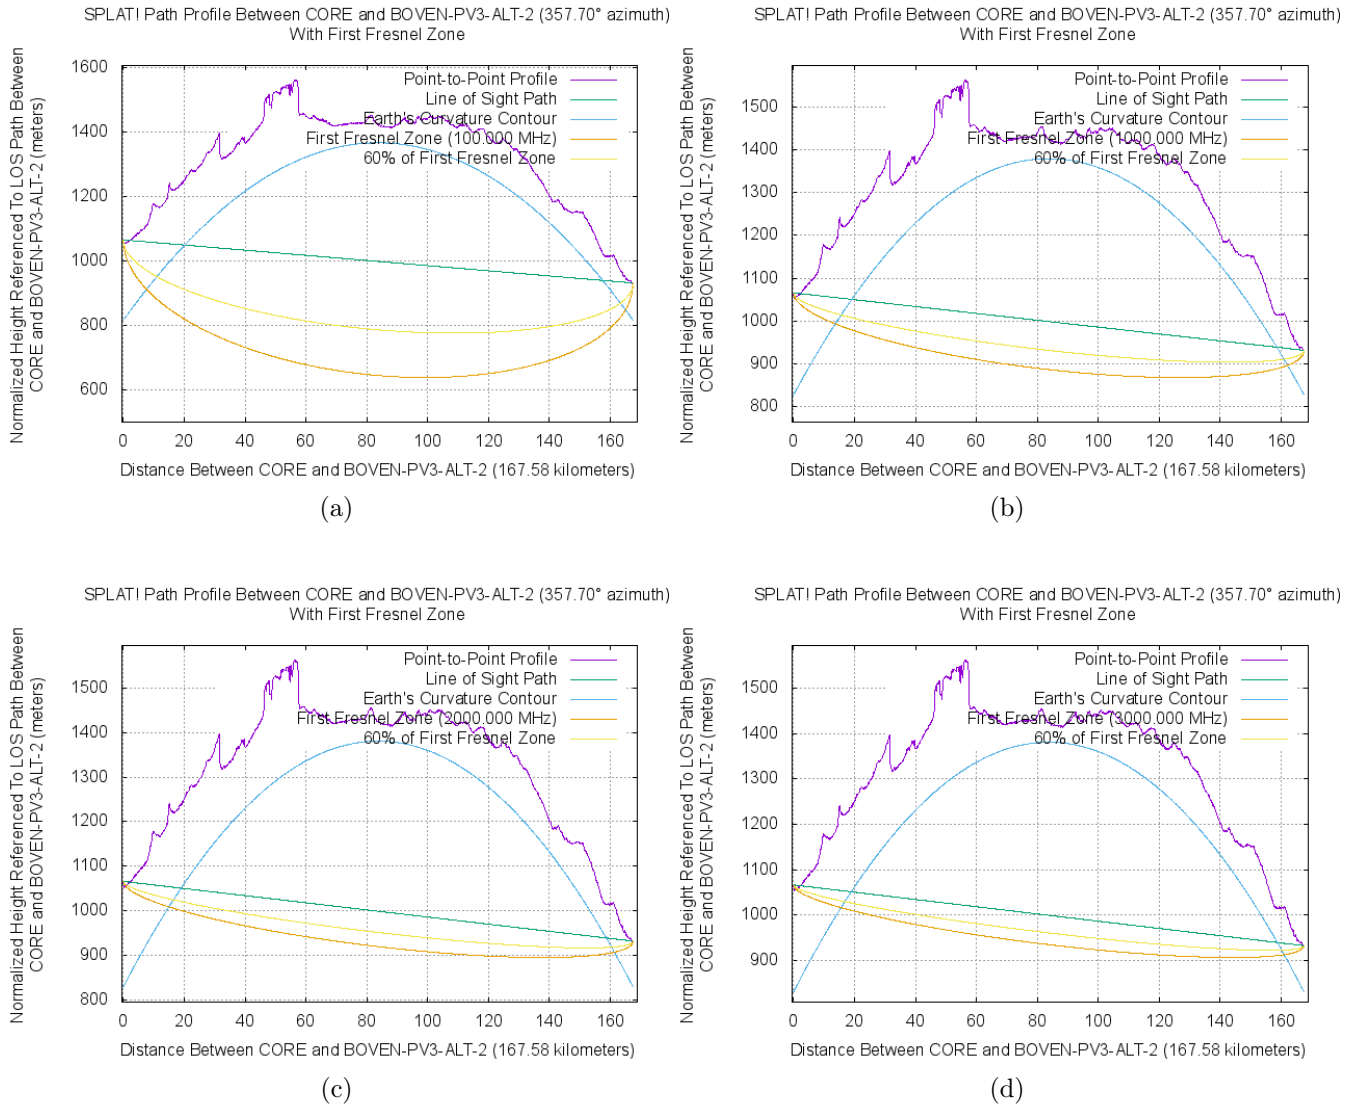 SPLAT! Path Profile Between CORE and BOVEN-PV3-ALT-2 (357.70° azimuth)
With First Fresnel Zone
Normalized Height Referenced To LOS Path Between
CORE and BOVEN-PV3-ALT-2 (meters)
1600
1400
1200
1000
800
600
Point-to-Point Profile
Line of Sight Path
Earth's Curvature Contour
First Fresnel Zone (100.000 MHz)
60% of First Fresnel Zone
0 20 40 60 80 100 120 140 160
Distance Between CORE and BOVEN-PV3-ALT-2 (167.58 kilometers)
(a)
SPLAT! Path Profile Between CORE and BOVEN-PV3-ALT-2 (357.70° azimuth)
With First Fresnel Zone
Normalized Height Referenced To LOS Path Between
CORE and BOVEN-PV3-ALT-2 (meters)
1500
1400
1300
1200
1100
1000
900
800
Point-to-Point Profile
Line of Sight Path
Earth's Curvature Contour
First Fresnel Zone (1000.000 MHz)
60% of First Fresnel Zone
0 20 40 60 80 100 120 140 160
Distance Between CORE and BOVEN-PV3-ALT-2 (167.58 kilometers)
(b)
SPLAT! Path Profile Between CORE and BOVEN-PV3-ALT-2 (357.70° azimuth)
With First Fresnel Zone
Normalized Height Referenced To LOS Path Between
CORE and BOVEN-PV3-ALT-2 (meters)
1500
1400
1300
1200
1100
1000
900
800
Point-to-Point Profile
Line of Sight Path
Earth's Curvature Contour
First Fresnel Zone (2000.000 MHz)
60% of First Fresnel Zone
0 20 40 60 80 100 120 140 160
Distance Between CORE and BOVEN-PV3-ALT-2 (167.58 kilometers)
(c)
SPLAT! Path Profile Between CORE and BOVEN-PV3-ALT-2 (357.70° azimuth)
With First Fresnel Zone
Normalized Height Referenced To LOS Path Between
CORE and BOVEN-PV3-ALT-2 (meters)
1500
1400
1300
1200
1100
1000
900
Point-to-Point Profile
Line of Sight Path
Earth's Curvature Contour
First Fresnel Zone (3000.000 MHz)
60% of First Fresnel Zone
0 20 40 60 80 100 120 140 160
Distance Between CORE and BOVEN-PV3-ALT-2 (167.58 kilometers)
(d)